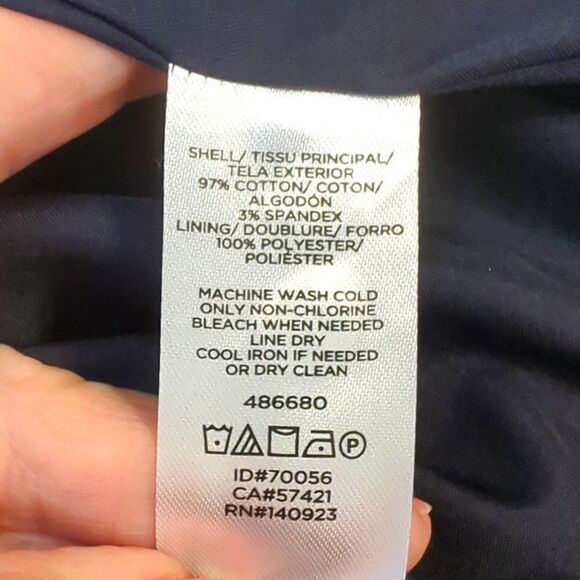 SHELL/ TISSU PRINCIPAL/
TELA EXTERIOR
97% COTTON/ COTON/
ALGODÓN
3% SPANDEX
LINING/ DOUBLURE/ FORRO
100% POLYESTER/
POLIÉSTER
MACHINE WASH COLD
ONLY NON-CHLORINE
BLEACH WHEN NEEDED
LINE DRY
COOL IRON IF NEEDED
OR DRY CLEAN
486680
P
ID#70056
CA#57421
RN#140923